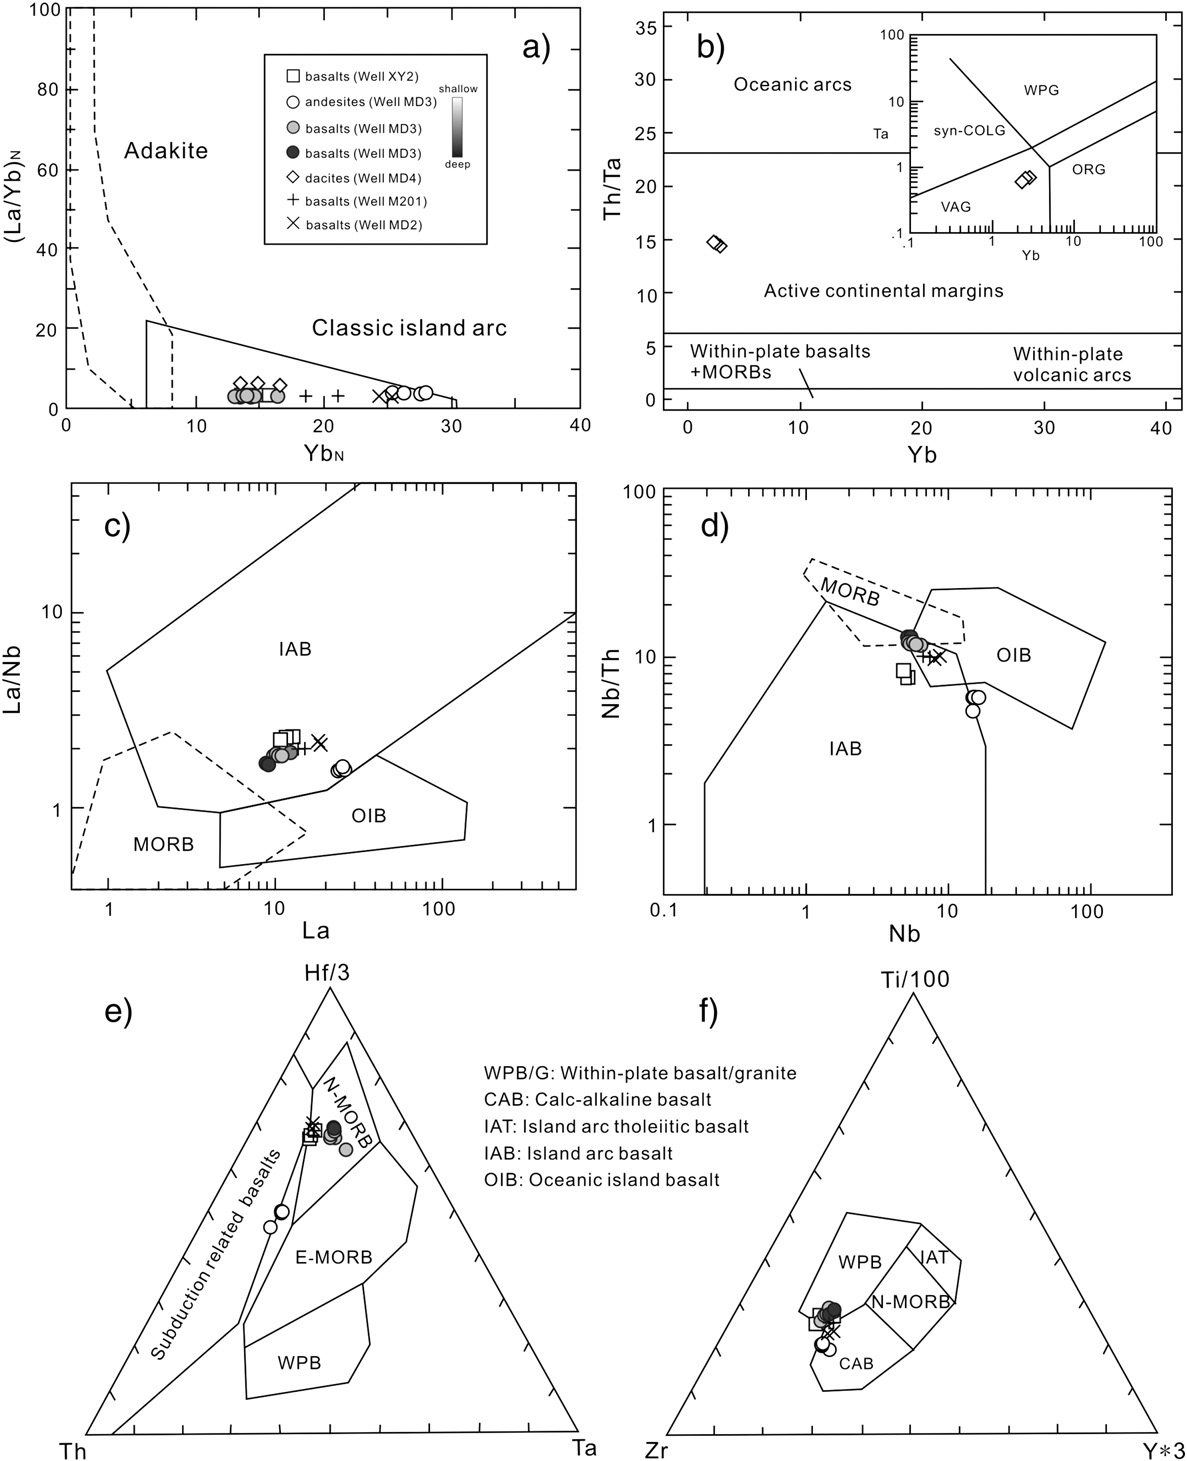 a)
100
80
60
40
20
0
(La/Yb)N
0
10
20
30
40
YbN
Adakite
Classic island arc
basalts (Well XY2)
andesites (Well MD3)
basalts (Well MD3)
basalts (Well MD3)
dacites (Well MD4)
basalts (Well M201)
basalts (Well MD2)
shallow
deep
b)
35
30
25
20
15
10
5
0
Th/Ta
0
10
20
30
40
Yb
Oceanic arcs
Active continental margins
Within-plate basalts
+MORBs
Within-plate
volcanic arcs
100
10
1
.1
Ta
.1
1
10
100
Yb
WPG
syn-COLG
ORG
VAG
c)
10
1
La/Nb
1
10
100
La
IAB
MORB
OIB
d)
100
10
1
Nb/Th
0.1
1
10
100
Nb
MORB
OIB
IAB
e)
Hf/3
Th
Ta
N-MORB
Subduction related basalts
E-MORB
WPB
WPB/G: Within-plate basalt/granite
CAB: Calc-alkaline basalt
IAT: Island arc tholeiitic basalt
IAB: Island arc basalt
OIB: Oceanic island basalt
f)
Ti/100
Zr
Y*3
WPB
IAT
N-MORB
CAB